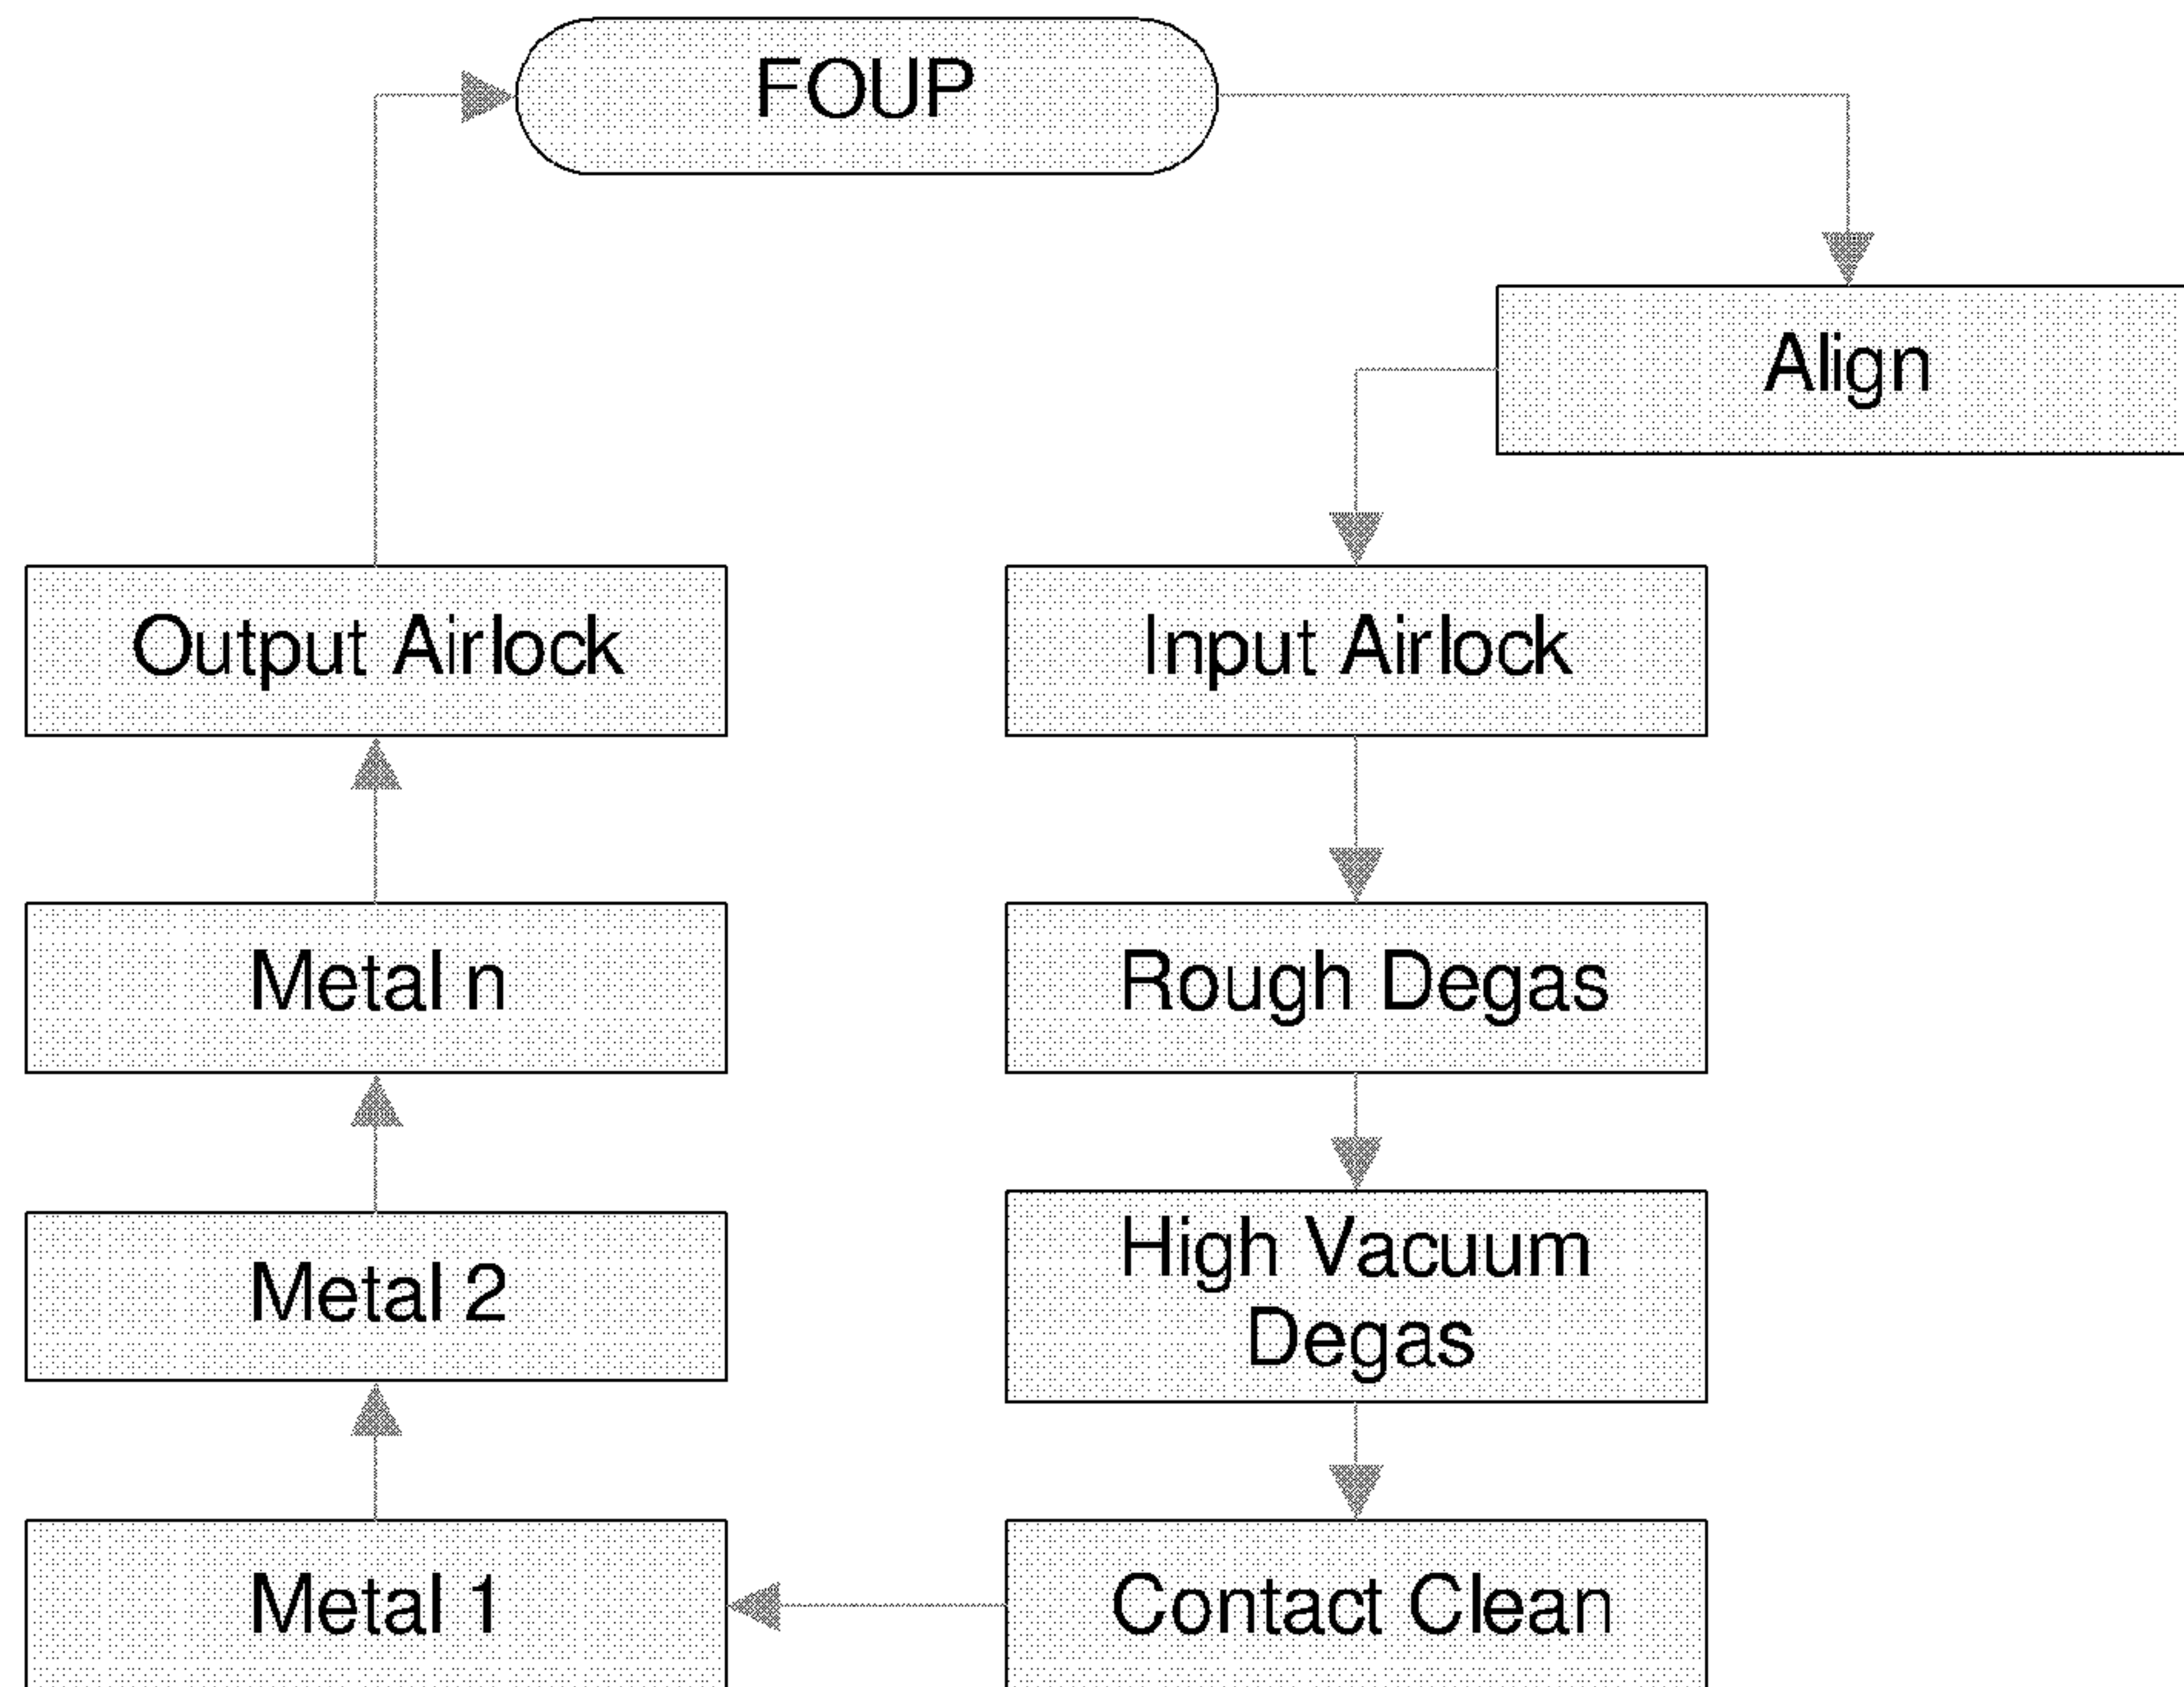 FOUP
Align
Output Airlock
Input Airlock
Metal n
Rough Degas
High Vacuum
Degas
Metal 2
Metal 1
Contact Clean